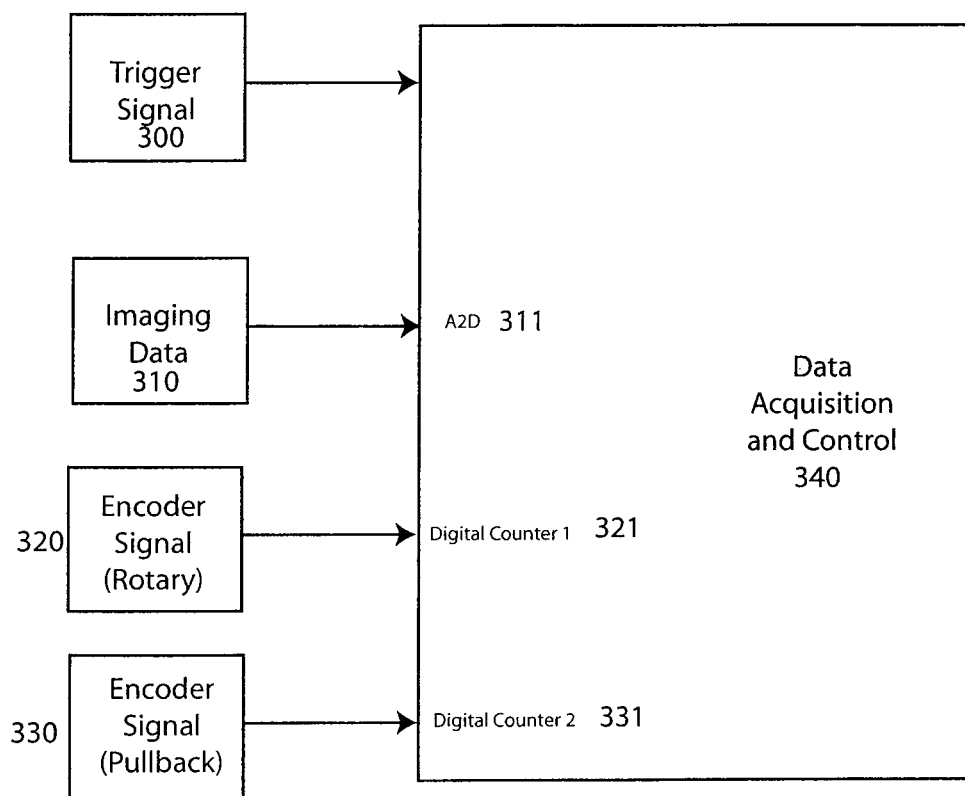 Trigger
Signal
300
Imaging
Data
310
A2D 311
Data
Acquisition
and Control
340
320
Encoder
Signal
(Rotary)
Digital Counter 1 321
330
Encoder
Signal
(Pullback)
Digital Counter 2 331